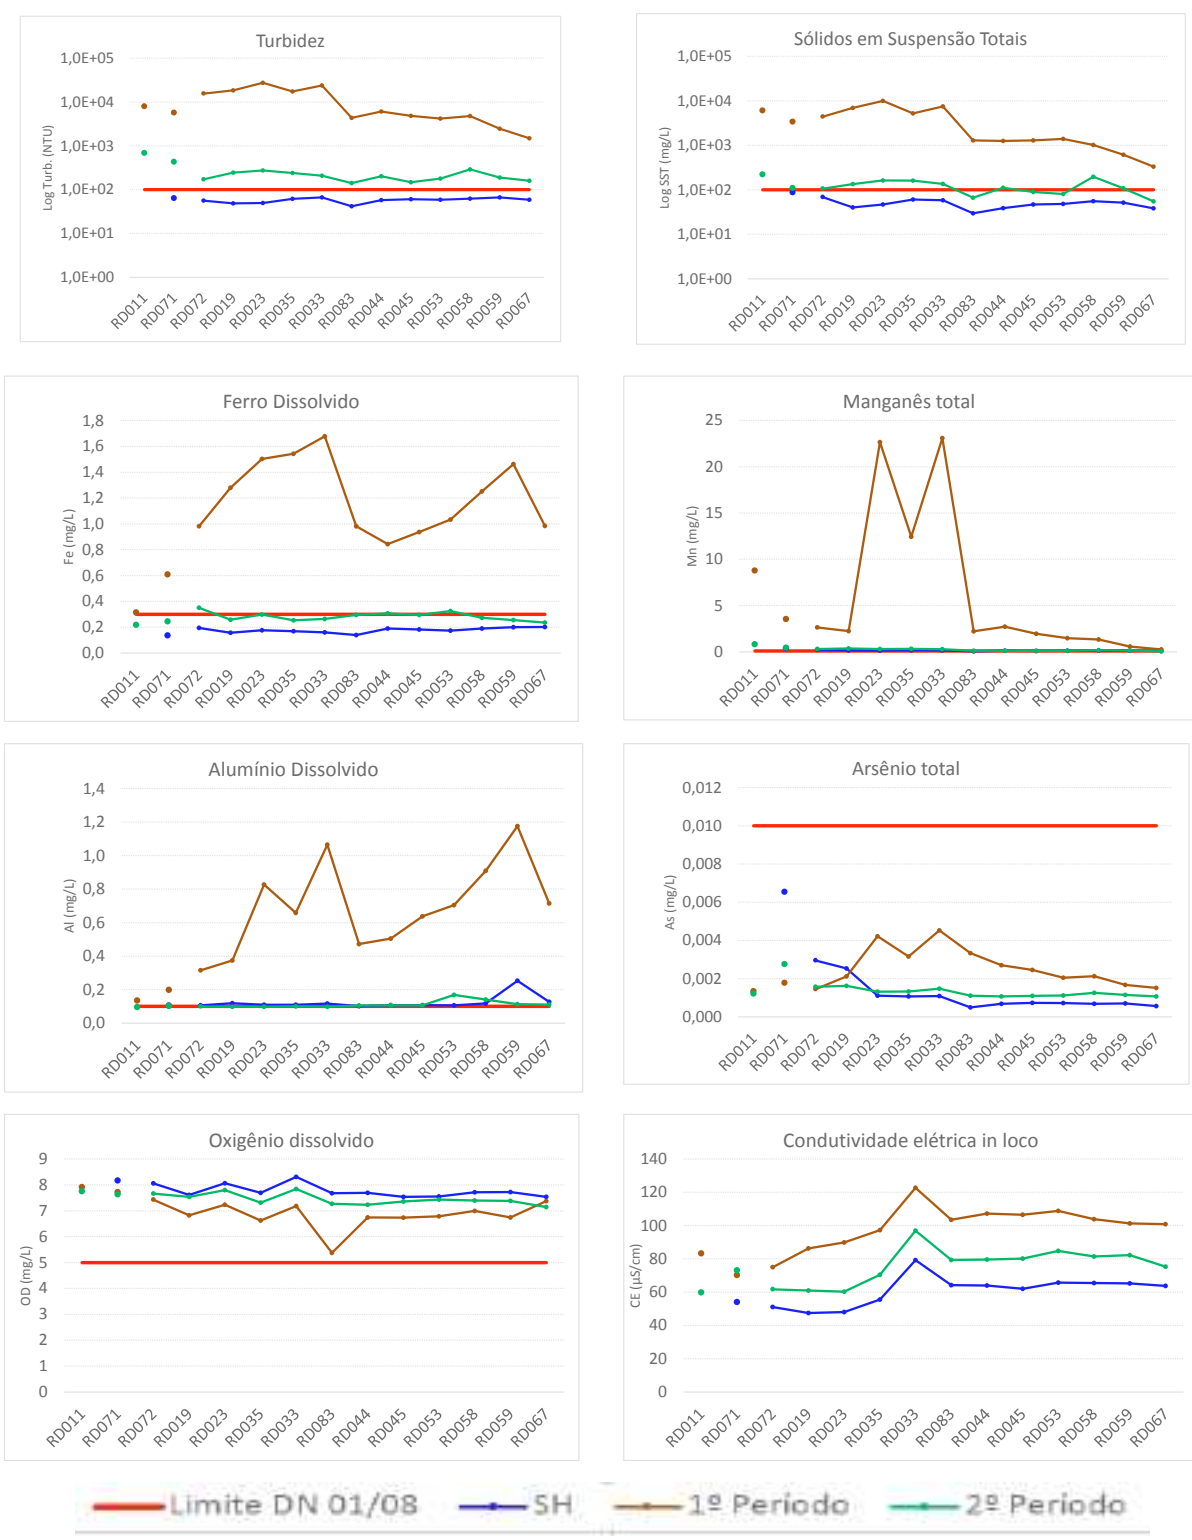 Turbidez
Log Turb. (NTU)
1,0E+05
1,0E+04
1,0E+03
1,0E+02
1,0E+01
1,0E+00
RD011 RD071 RD072 RD019 RD023 RD035 RD033 RD083 RD044 RD045 RD053 RD058 RD059 RD067
Sólidos em Suspensão Totais
Log SST (mg/L)
1,0E+05
1,0E+04
1,0E+03
1,0E+02
1,0E+01
1,0E+00
RD011 RD071 RD072 RD019 RD023 RD035 RD033 RD083 RD044 RD045 RD053 RD058 RD059 RD067
Ferro Dissolvido
Fe (mg/L)
1,8
1,6
1,4
1,2
1,0
0,8
0,6
0,4
0,2
0,0
RD011 RD071 RD072 RD019 RD023 RD035 RD033 RD083 RD044 RD045 RD053 RD058 RD059 RD067
Manganês total
Mn (mg/L)
25
20
15
10
5
0
RD011 RD071 RD072 RD019 RD023 RD035 RD033 RD083 RD044 RD045 RD053 RD058 RD059 RD067
Alumínio Dissolvido
Al (mg/L)
1,4
1,2
1,0
0,8
0,6
0,4
0,2
0,0
RD011 RD071 RD072 RD019 RD023 RD035 RD033 RD083 RD044 RD045 RD053 RD058 RD059 RD067
Arsênio total
As (mg/L)
0,012
0,010
0,008
0,006
0,004
0,002
0,000
RD011 RD071 RD072 RD019 RD023 RD035 RD033 RD083 RD044 RD045 RD053 RD058 RD059 RD067
Oxigênio dissolvido
OD (mg/L)
9
8
7
6
5
4
3
2
1
0
RD011 RD071 RD072 RD019 RD023 RD035 RD033 RD083 RD044 RD045 RD053 RD058 RD059 RD067
Condutividade elétrica in loco
CE (µS/cm)
140
120
100
80
60
40
20
0
RD011 RD071 RD072 RD019 RD023 RD035 RD033 RD083 RD044 RD045 RD053 RD058 RD059 RD067
Limite DN 01/08 SH 1º Período 2º Período